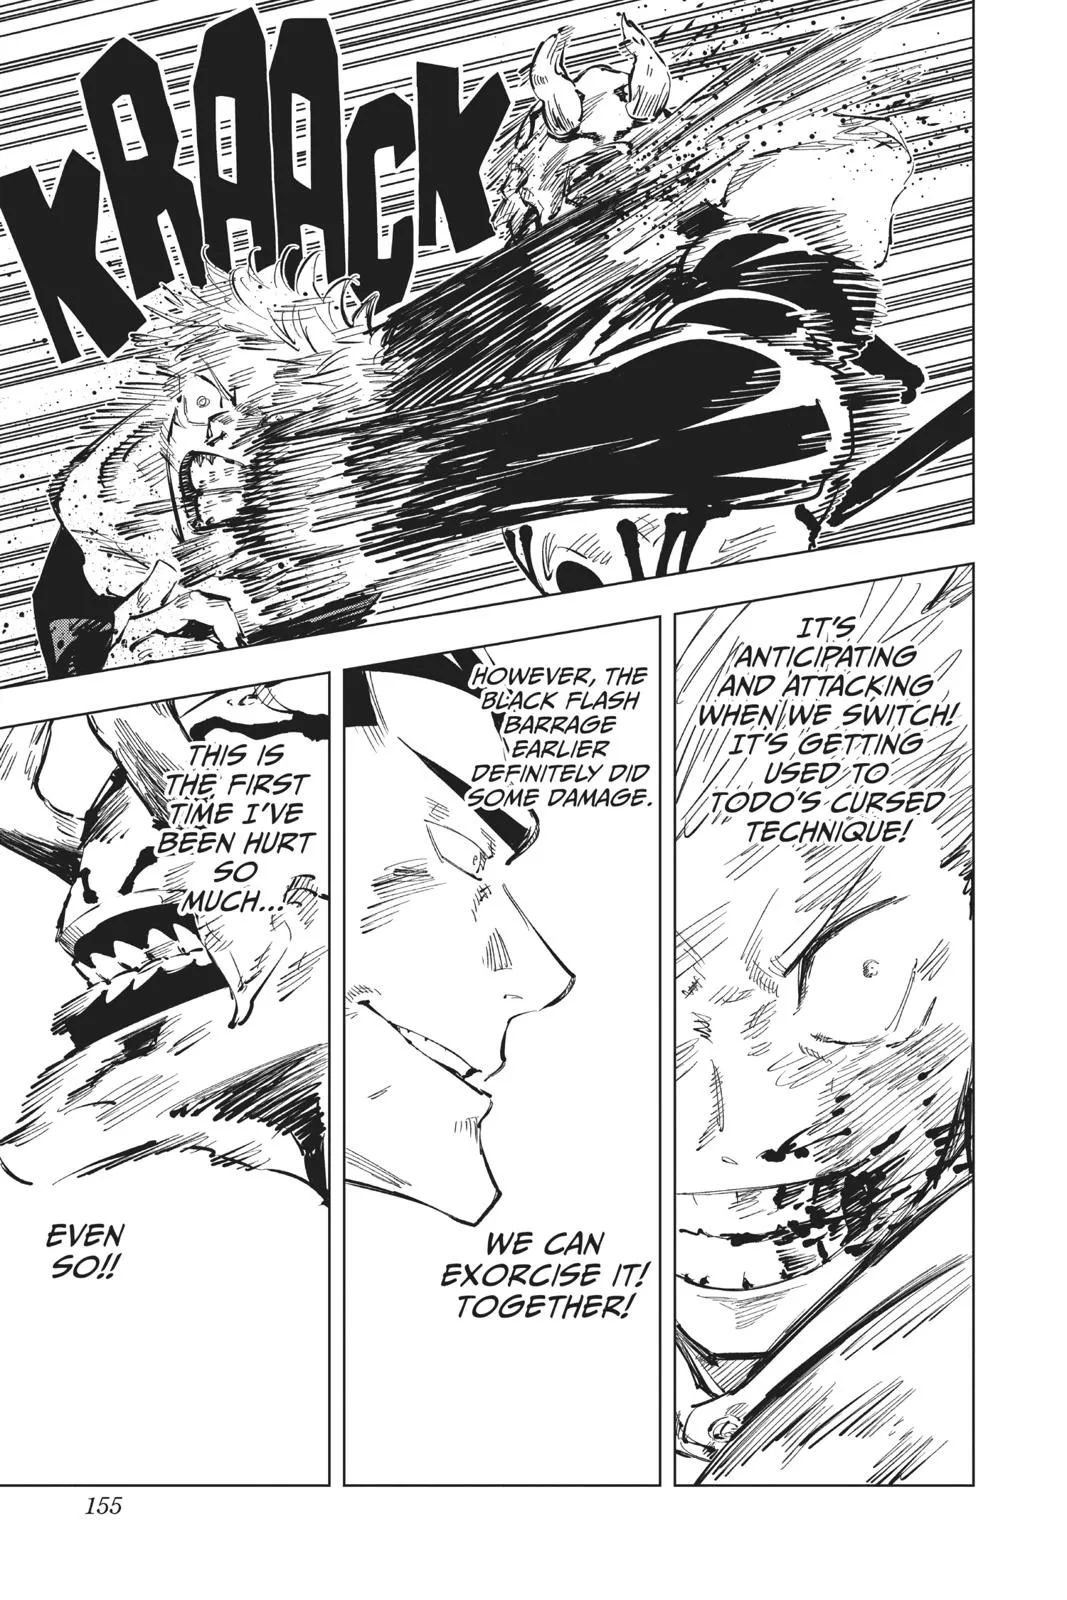 KRAAACK
IT'S
ANTICIPATING
AND ATTACKING
WHEN WE SWITCH!
IT'S GETTING
USED TO
TODO'S CURSED
TECHNIQUE!
HOWEVER, THE
BLACK FLASH
BARRAGE
EARLIER
DEFINITELY DID
SOME DAMAGE.
WE CAN
EXORCISE IT!
TOGETHER!
THIS IS
THE FIRST
TIME I'VE
BEEN HURT
SO
MUCH...
EVEN
SO!!
155